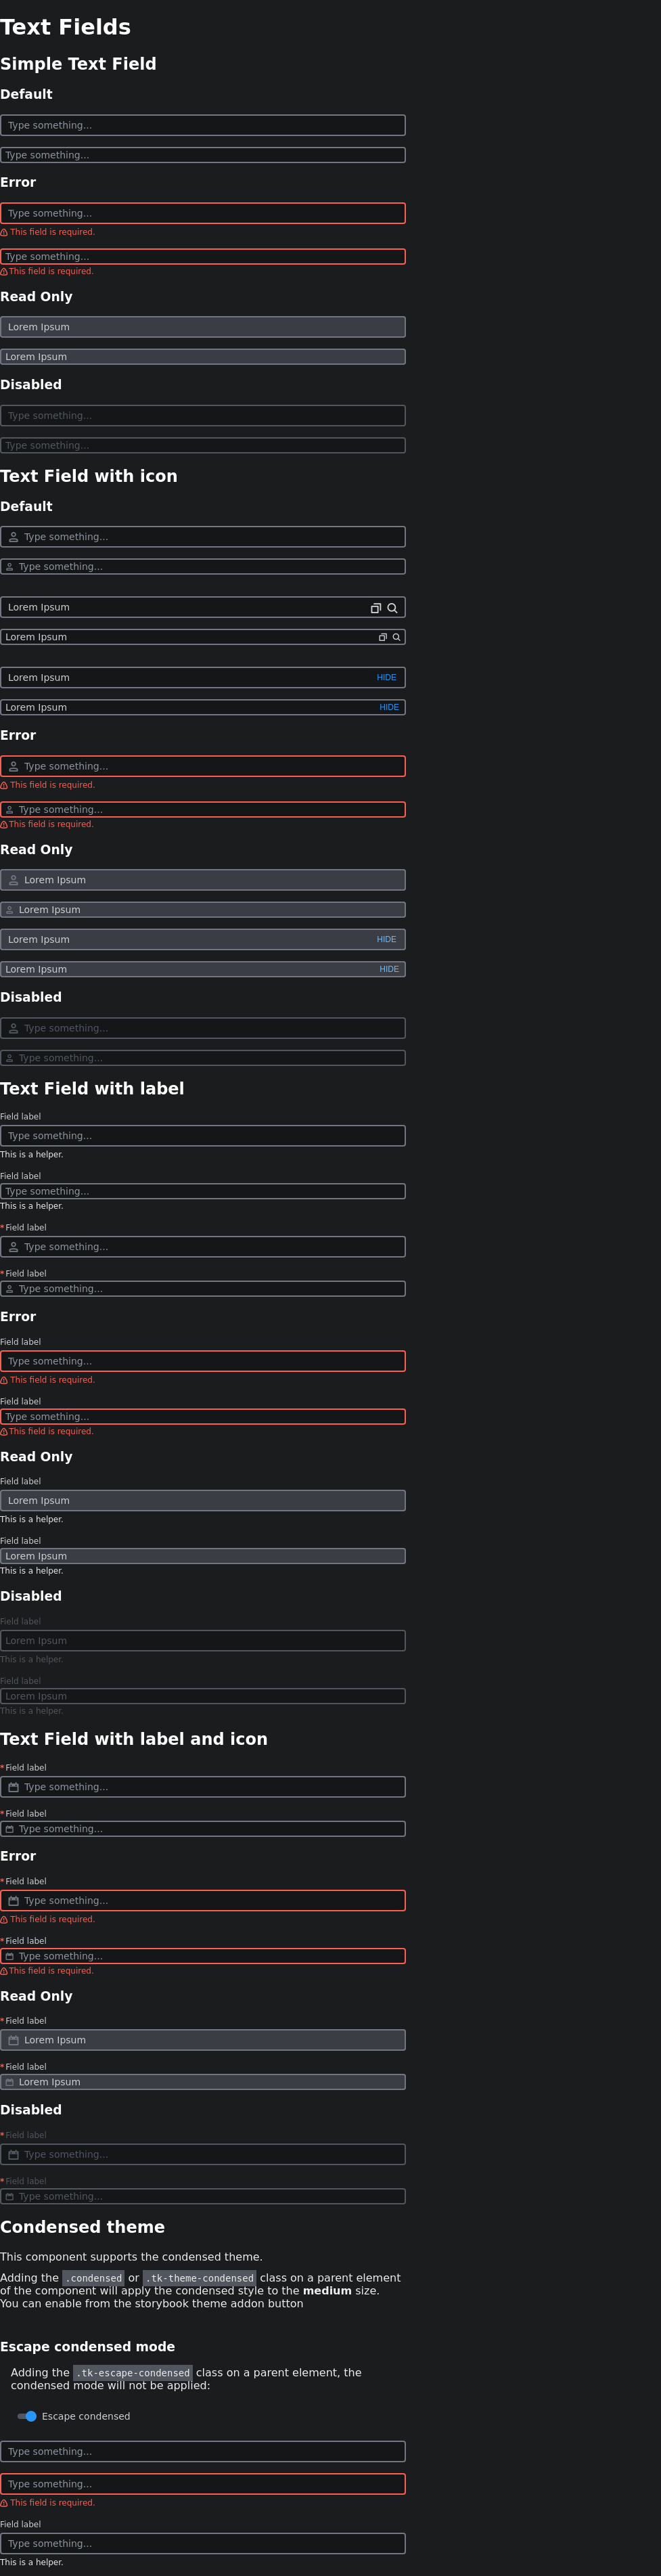 Text Fields
Simple Text Field
Default
Type something...
Type something...
Error
Type something...
This field is required.
Type something...
This field is required.
Read Only
Lorem Ipsum
Lorem Ipsum
Disabled
Type something...
Type something...
Text Field with icon
Default
Type something...
Type something...
Lorem Ipsum
Lorem Ipsum
Lorem Ipsum HIDE
Lorem Ipsum HIDE
Error
Type something...
This field is required.
Type something...
This field is required.
Read Only
Lorem Ipsum
Lorem Ipsum
Lorem Ipsum HIDE
Lorem Ipsum HIDE
Disabled
Type something...
Type something...
Text Field with label
Field label
Type something...
This is a helper.
Field label
Type something...
This is a helper.
* Field label
Type something...
* Field label
Type something...
Error
Field label
Type something...
This field is required.
Field label
Type something...
This field is required.
Read Only
Field label
Lorem Ipsum
This is a helper.
Field label
Lorem Ipsum
This is a helper.
Disabled
Field label
Lorem Ipsum
This is a helper.
Field label
Lorem Ipsum
This is a helper.
Text Field with label and icon
* Field label
Type something...
* Field label
Type something...
Error
* Field label
Type something...
This field is required.
* Field label
Type something...
This field is required.
Read Only
* Field label
Lorem Ipsum
* Field label
Lorem Ipsum
Disabled
* Field label
Type something...
* Field label
Type something...
Condensed theme
This component supports the condensed theme.
Adding the .condensed or .tk-theme-condensed class on a parent element
of the component will apply the condensed style to the medium size.
You can enable from the storybook theme addon button
Escape condensed mode
Adding the .tk-escape-condensed class on a parent element, the
condensed mode will not be applied:
Escape condensed
Type something...
Type something...
This field is required.
Field label
Type something...
This is a helper.